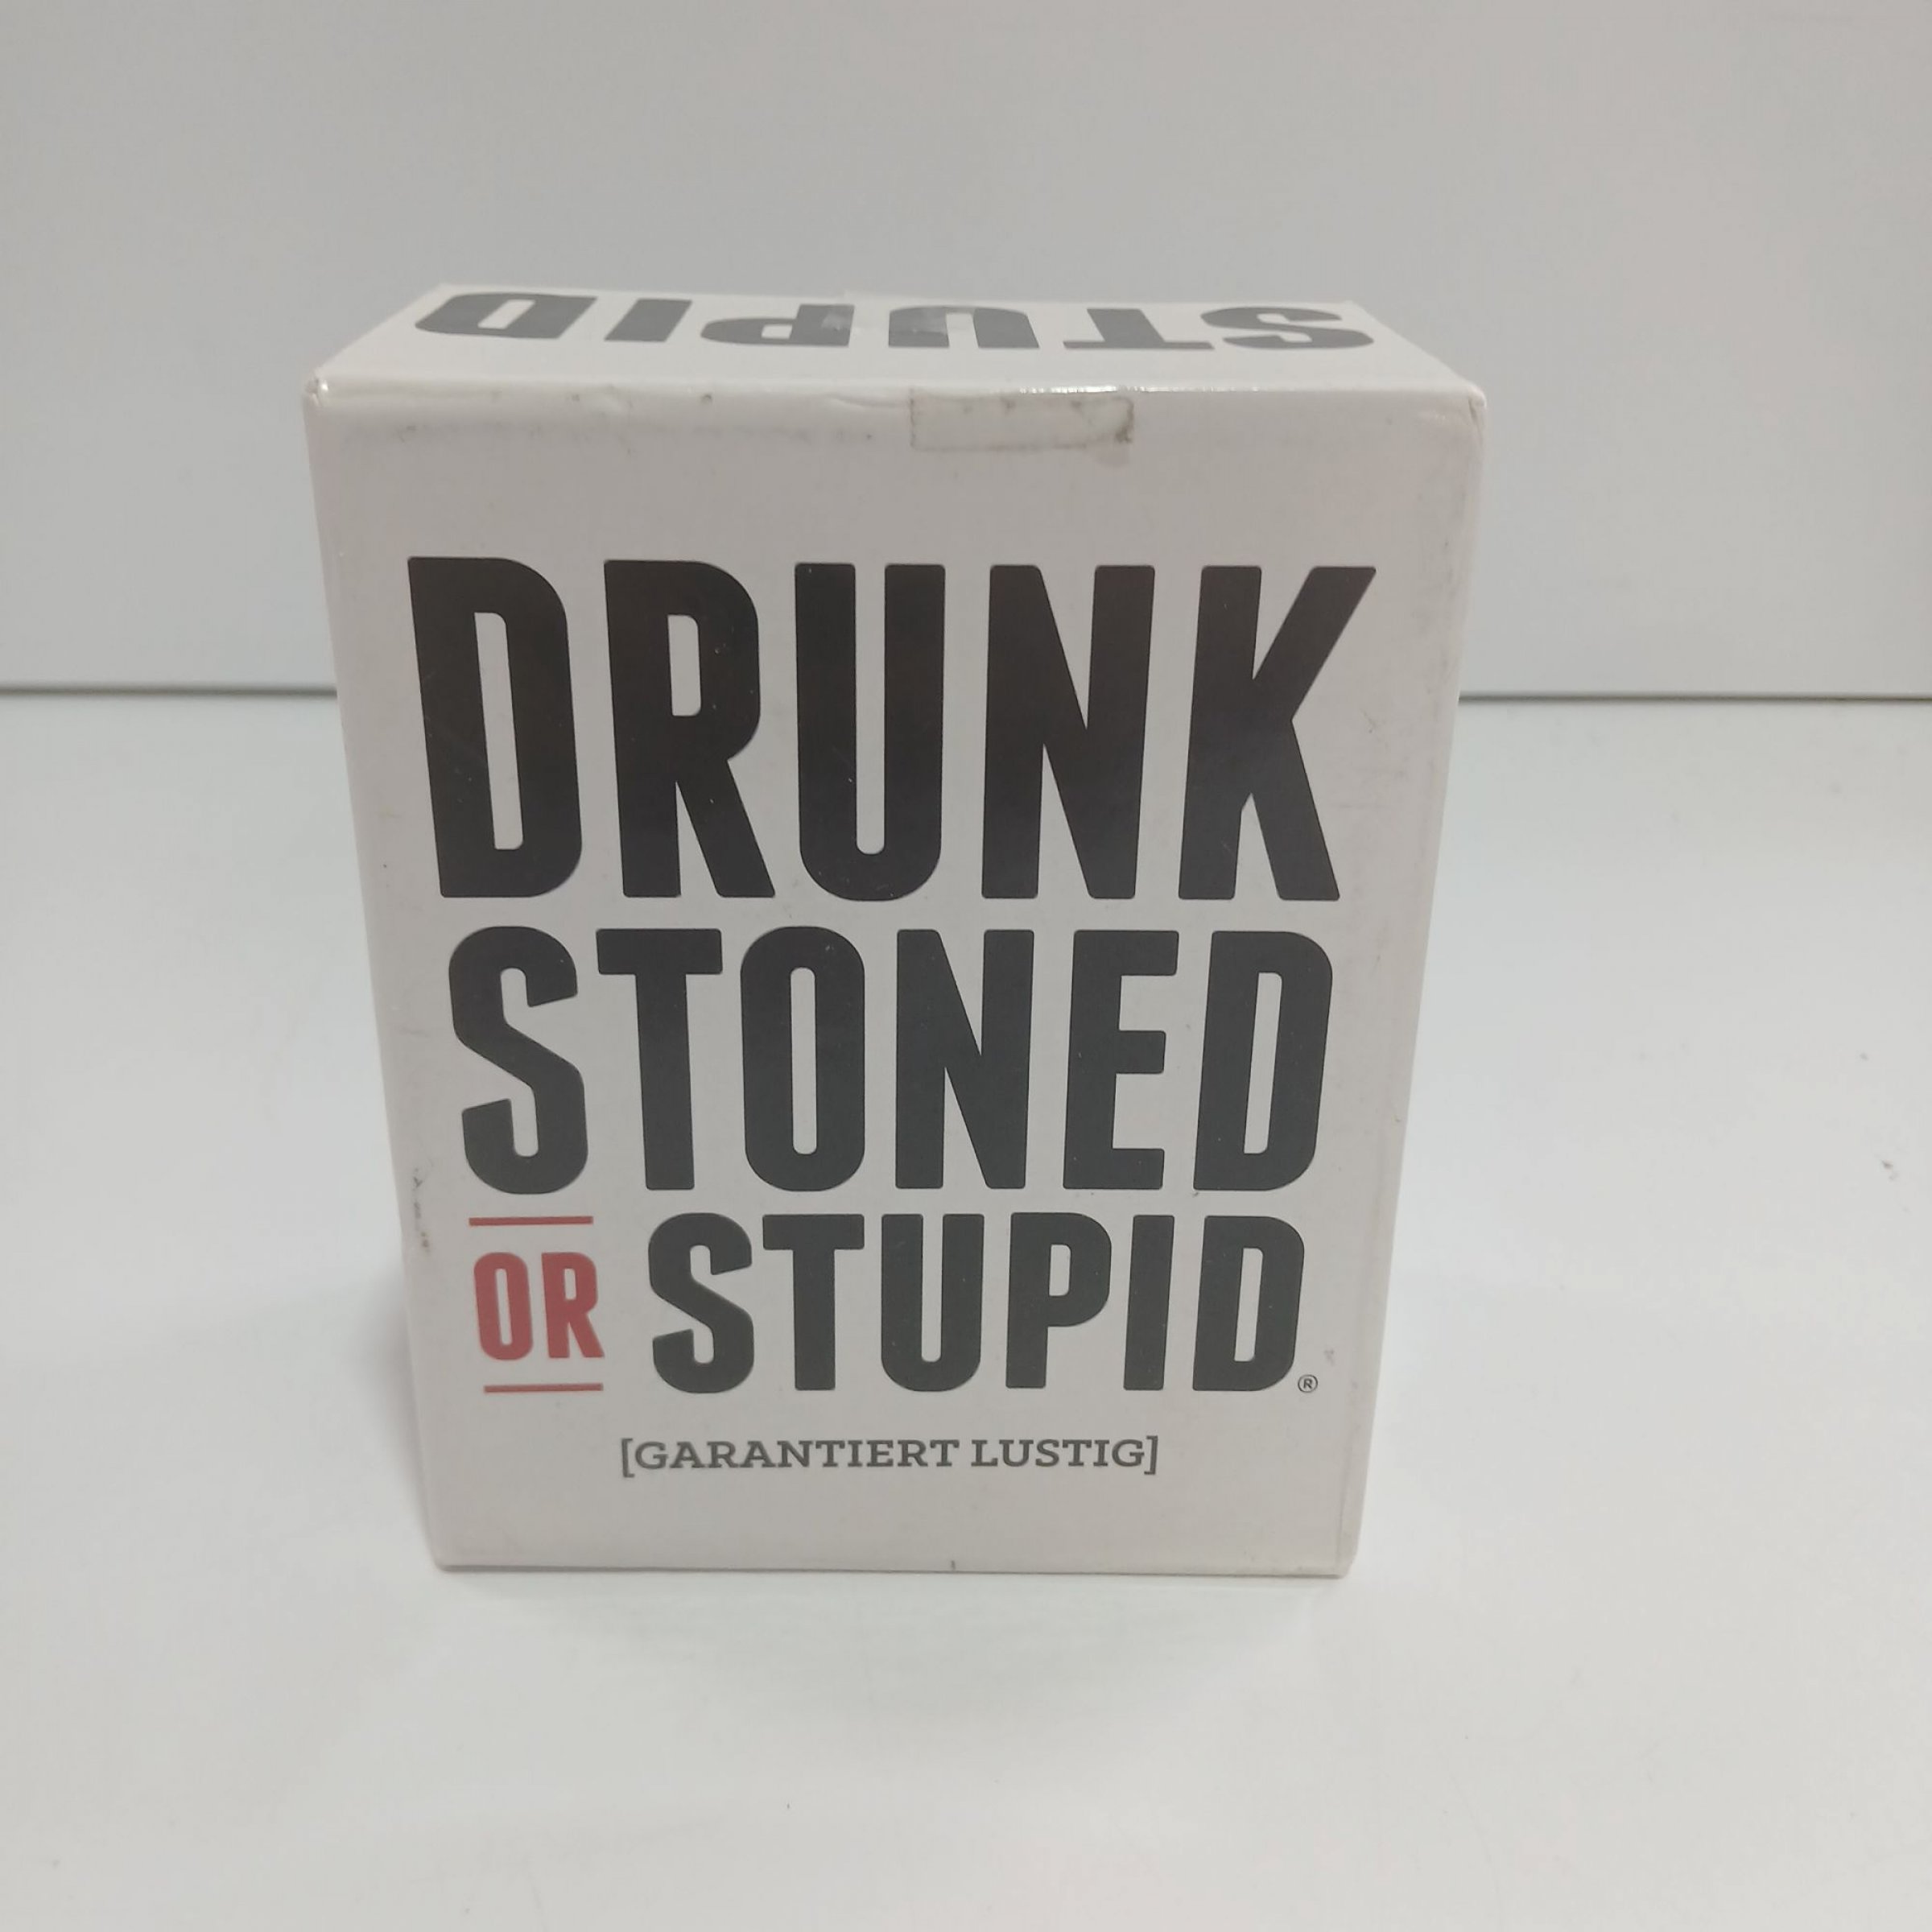 STUPID
DRUNK
STONED
OR STUPID®
[GARANTIERT LUSTIG]